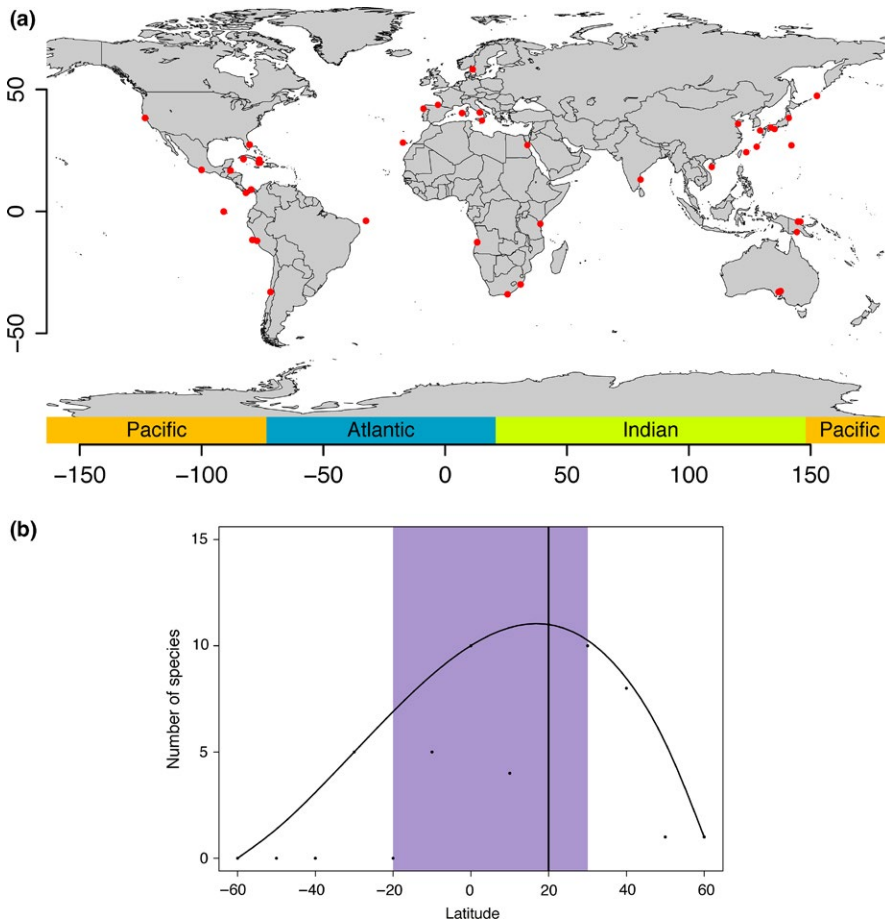 (a)
50
0
−50
Pacific Atlantic Indian Pacific
−150 −100 −50 0 50 100 150
(b)
15
10
5
0
Number of species
−60 −40 −20 0 20 40 60
Latitude